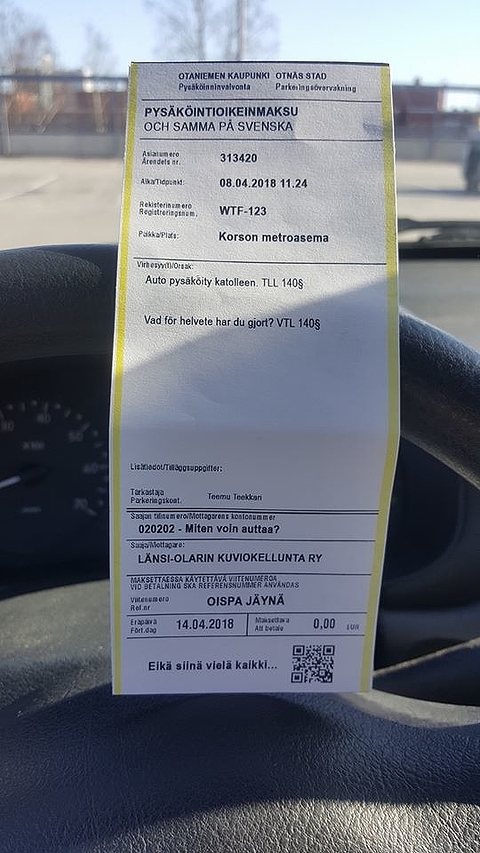 OTANIEMEN KAUPUNKI OTNÄS STAD
Pysäköinninvalvonta Parkeringsövervakning
PYSÄKÖINTIOIKEINMAKSU
OCH SAMMA PÅ SVENSKA
Asianumero
Ärendets nr. 313420
Aika/Tidpunkt: 08.04.2018 11.24
Rekisterinumero
Registreringsnum. WTF-123
Paikka/Plats: Korson metroasema
Virhesyy(t)/Orsak:
Auto pysäköity katolleen. TLL 140§
Vad för helvete har du gjort? VTL 140§
Lisätiedot/Tilläggsuppgifter:
Tarkastaja
Parkeringskont. Teemu Teekkari
Saajan tilinumero/Mottagarens kontonummer
020202 - Miten voin auttaa?
Saaja/Mottagare:
LÄNSI-OLARIN KUVIOKELLUNTA RY
MAKSETTAESSA KÄYTETTÄVÄ VIITENUMEROA
VID BETALNING SKA REFERENSNUMMER ANVÄNDAS
Viitenumero
Ref.nr OISPA JÄYNÄ
Eräpäivä
Förf.dag 14.04.2018 Maksettava
Att betala 0,00 EUR
Eikä siinä vielä kaikki...